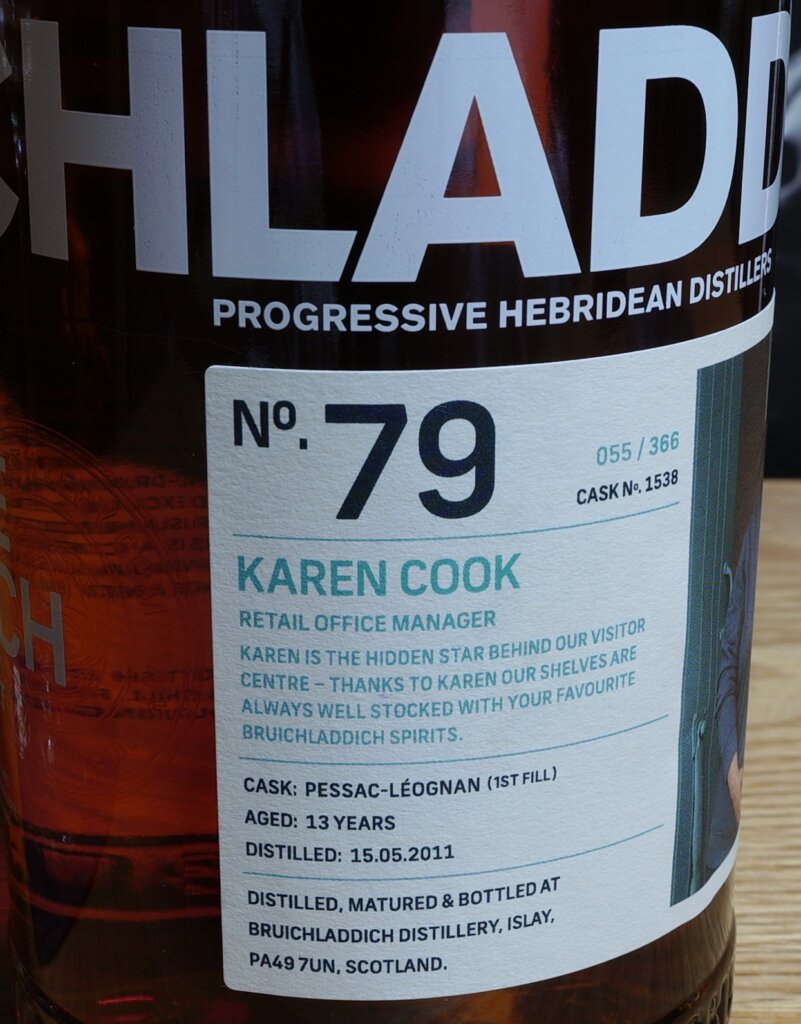 CHLADD
PROGRESSIVE HEBRIDEAN DISTILLERS
Nº. 79
055 / 366
CASK Nº. 1538
KAREN COOK
RETAIL OFFICE MANAGER
KAREN IS THE HIDDEN STAR BEHIND OUR VISITOR
CENTRE – THANKS TO KAREN OUR SHELVES ARE
ALWAYS WELL STOCKED WITH YOUR FAVOURITE
BRUICHLADDICH SPIRITS.
CASK: PESSAC-LÉOGNAN (1ST FILL)
AGED: 13 YEARS
DISTILLED: 15.05.2011
DISTILLED, MATURED & BOTTLED AT
BRUICHLADDICH DISTILLERY, ISLAY,
PA49 7UN, SCOTLAND.
CH